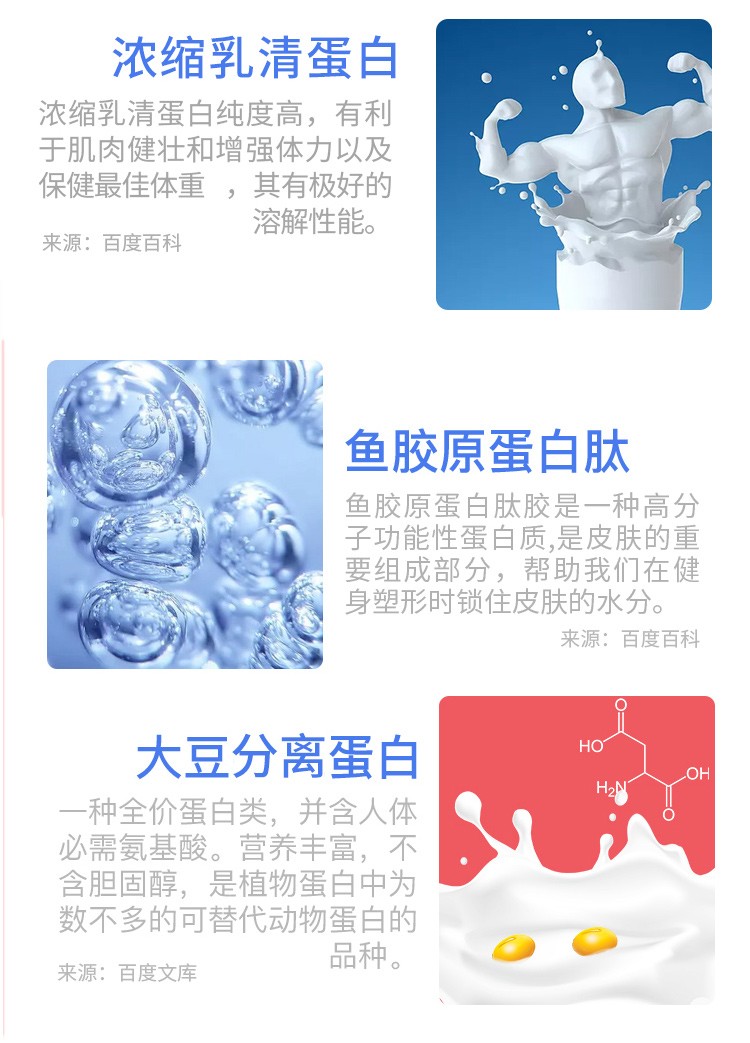 浓缩乳清蛋白
浓缩乳清蛋白纯度高，有利
于肌肉健壮和增强体力以及
保健最佳体重 ，其有极好的
溶解性能。
来源：百度百科
鱼胶原蛋白肽
鱼胶原蛋白肽胶是一种高分
子功能性蛋白质,是皮肤的重
要组成部分，帮助我们在健
身塑形时锁住皮肤的水分。
来源：百度百科
大豆分离蛋白
一种全价蛋白类，并含人体
必需氨基酸。营养丰富，不
含胆固醇，是植物蛋白中为
数不多的可替代动物蛋白的
品种。
来源：百度文库
O
HO
OH
H₂N
O